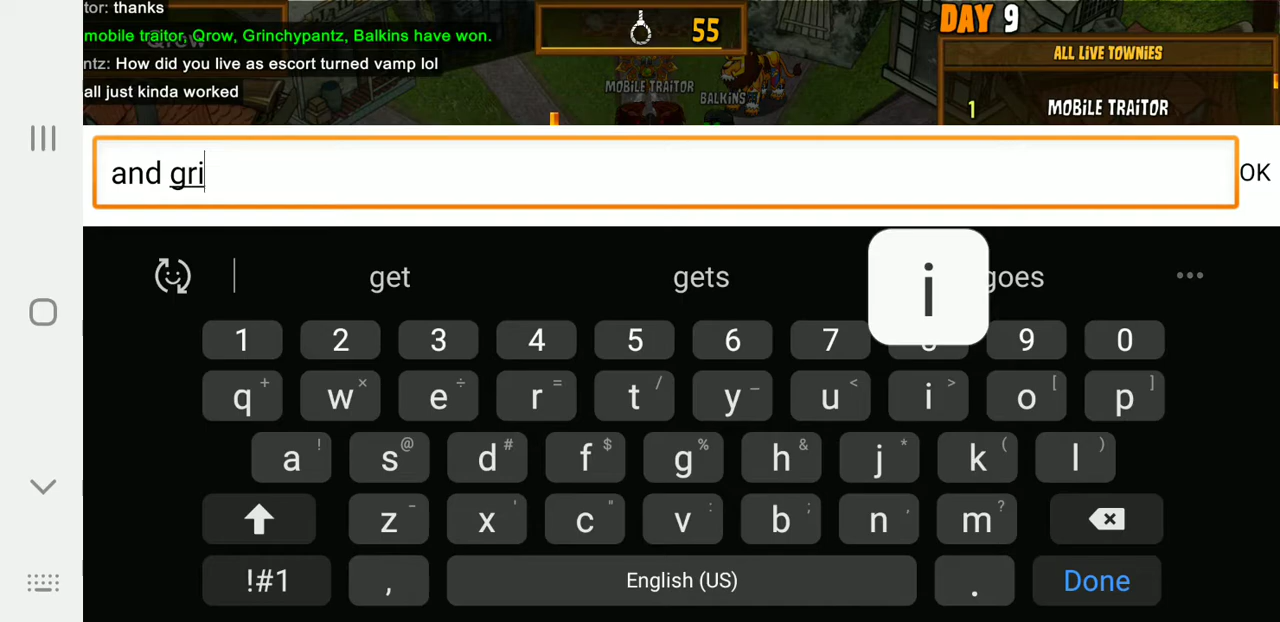 tor: thanks
mobile traitor, Qrow, Grinchypantz, Balkins have won.
ntz: How did you live as escort turned vamp lol
all just kinda worked
55
DAY 9
ALL LIVE TOWNIES
1 MOBILE TRAITOR
MOBILE TRAITOR
BALKINS
and gri
OK
get gets goes
i
1 2 3 4 5 6 7 8 9 0
q + w × e ÷ r = t / y _ u < i > o [ p ]
a ! s @ d # f $ g % h & j * k ( l )
z - x ' c " v : b ; n , m ?
!#1 , English (US) . Done